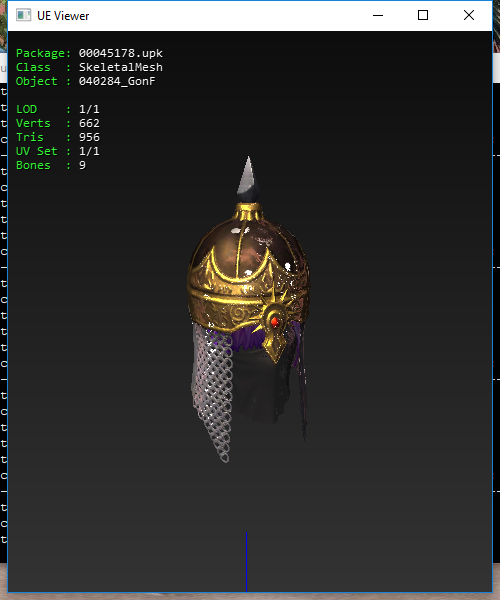 UE Viewer
Package: 00045178.upk
Class  : SkeletalMesh
Object : 040284_GonF
LOD    : 1/1
Verts  : 662
Tris   : 956
UV Set : 1/1
Bones  : 9